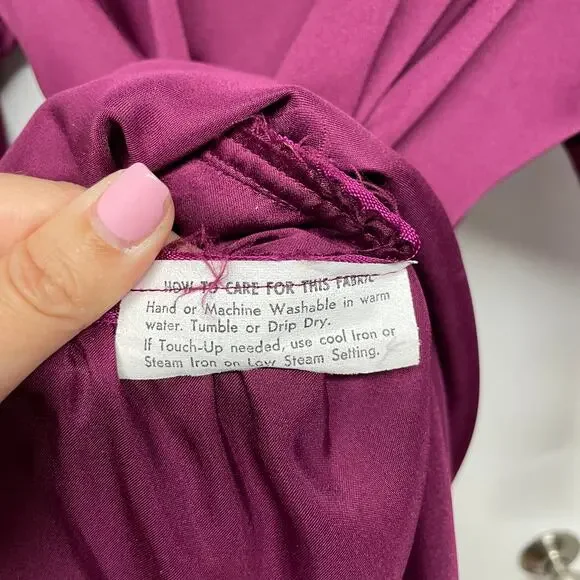 HOW TO CARE FOR THIS FABRIC
Hand or Machine Washable in warm
water. Tumble or Drip Dry.
If Touch-Up needed, use cool Iron or
Steam Iron on Low Steam Setting.